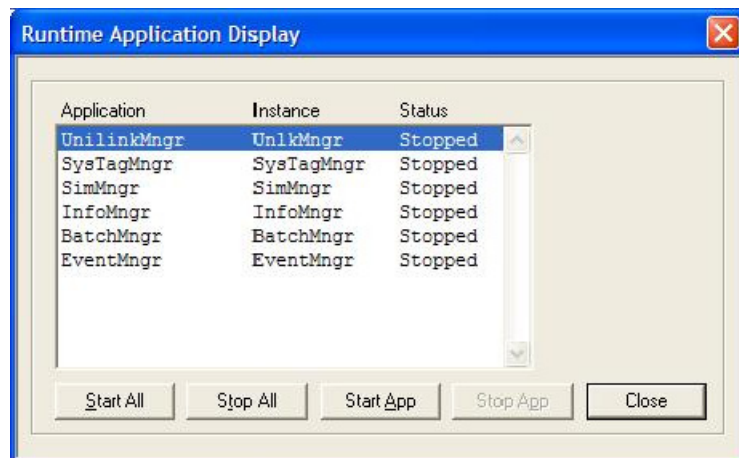 Runtime Application Display
Application Instance Status
UnilinkMngr UnlkMngr Stopped
SysTagMngr SysTagMngr Stopped
SimMngr SimMngr Stopped
InfoMngr InfoMngr Stopped
BatchMngr BatchMngr Stopped
EventMngr EventMngr Stopped
Start All Stop All Start App Stop App Close